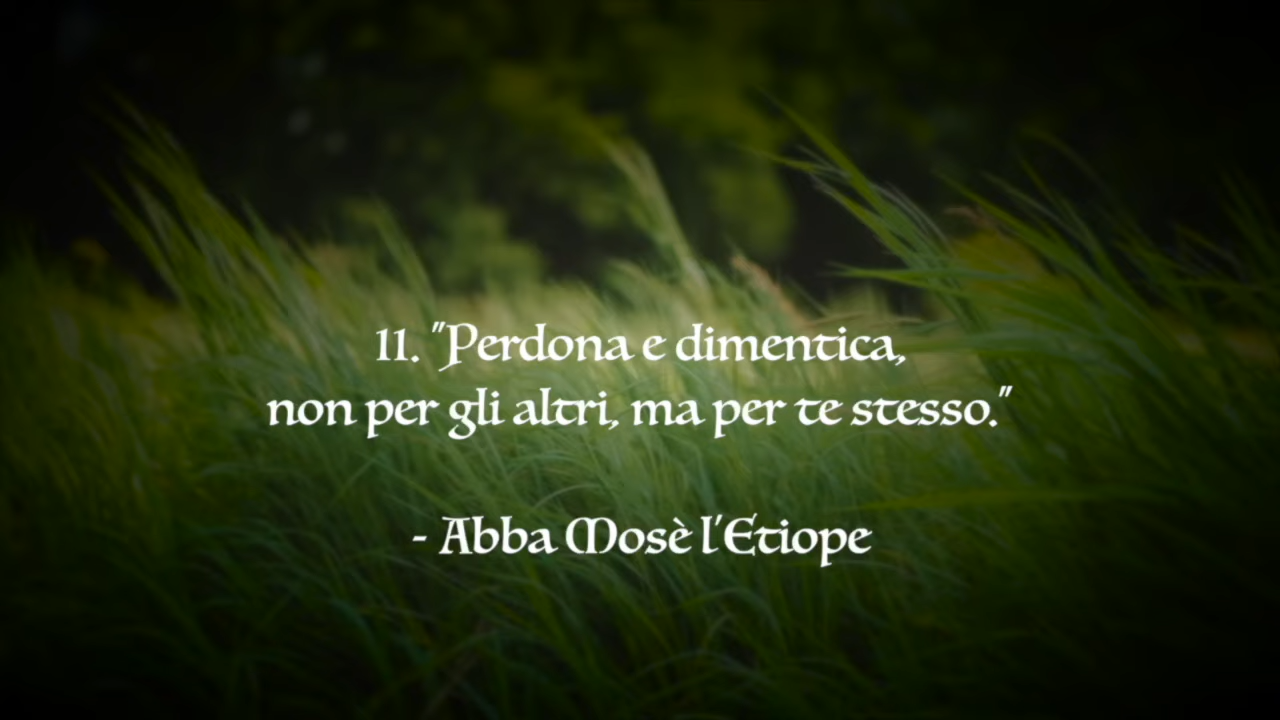 11. "Perdona e dimentica,
non per gli altri, ma per te stesso."
- Abba Mosè l'Etiope